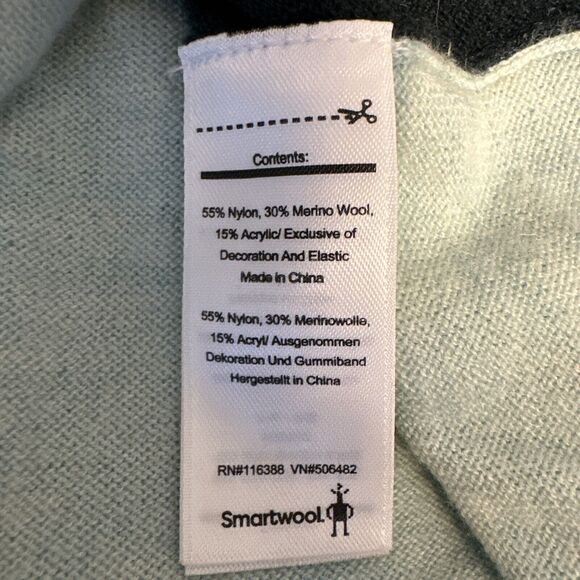 Contents:
55% Nylon, 30% Merino Wool,
15% Acrylic/ Exclusive of
Decoration And Elastic
Made in China
55% Nylon, 30% Merinowolle,
15% Acryl/ Ausgenommen
Dekoration Und Gummiband
Hergestellt in China
RN#116388 VN#506482
Smartwool